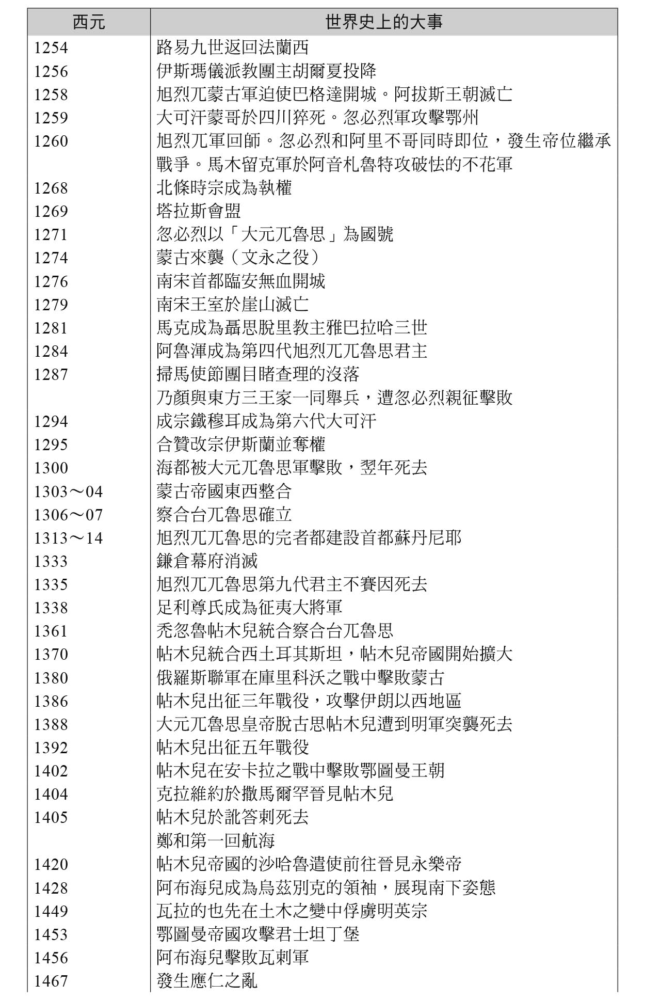 西元 世界史上的大事
1254 路易九世返回法蘭西
1256 伊斯瑪儀派教團主胡爾夏投降
1258 旭烈兀蒙古軍迫使巴格達開城。阿拔斯王朝滅亡
1259 大可汗蒙哥於四川猝死。忽必烈軍攻擊鄂州
1260 旭烈兀軍回師。忽必烈和阿里不哥同時即位，發生帝位繼承
戰爭。馬木留克軍於阿音札魯特攻破怯的不花軍
1268 北條時宗成為執權
1269 塔拉斯會盟
1271 忽必烈以「大元兀魯思」為國號
1274 蒙古來襲（文永之役）
1276 南宋首都臨安無血開城
1279 南宋王室於崖山滅亡
1281 馬克成為聶思脫里教主雅巴拉哈三世
1284 阿魯渾成為第四代旭烈兀兀魯思君主
1287 掃馬使節團目睹查理的沒落
乃顏與東方三王家一同舉兵，遭忽必烈親征擊敗
1294 成宗鐵穆耳成為第六代大可汗
1295 合贊改宗伊斯蘭並奪權
1300 海都被大元兀魯思軍擊敗，翌年死去
1303～04 蒙古帝國東西整合
1306～07 察合台兀魯思確立
1313～14 旭烈兀兀魯思的完者都建設首都蘇丹尼耶
1333 鎌倉幕府消滅
1335 旭烈兀兀魯思第九代君主不賽因死去
1338 足利尊氏成為征夷大將軍
1361 禿忽魯帖木兒統合察合台兀魯思
1370 帖木兒統合西土耳其斯坦，帖木兒帝國開始擴大
1380 俄羅斯聯軍在庫里科沃之戰中擊敗蒙古
1386 帖木兒出征三年戰役，攻擊伊朗以西地區
1388 大元兀魯思皇帝脫古思帖木兒遭到明軍突襲死去
1392 帖木兒出征五年戰役
1402 帖木兒在安卡拉之戰中擊敗鄂圖曼王朝
1404 克拉維約於撒馬爾罕晉見帖木兒
1405 帖木兒於訛答剌死去
鄭和第一回航海
1420 帖木兒帝國的沙哈魯遣使前往晉見永樂帝
1428 阿布海兒成為烏茲別克的領袖，展現南下姿態
1449 瓦拉的也先在土木之變中俘虜明英宗
1453 鄂圖曼帝國攻擊君士坦丁堡
1456 阿布海兒擊敗瓦剌軍
1467 發生應仁之亂